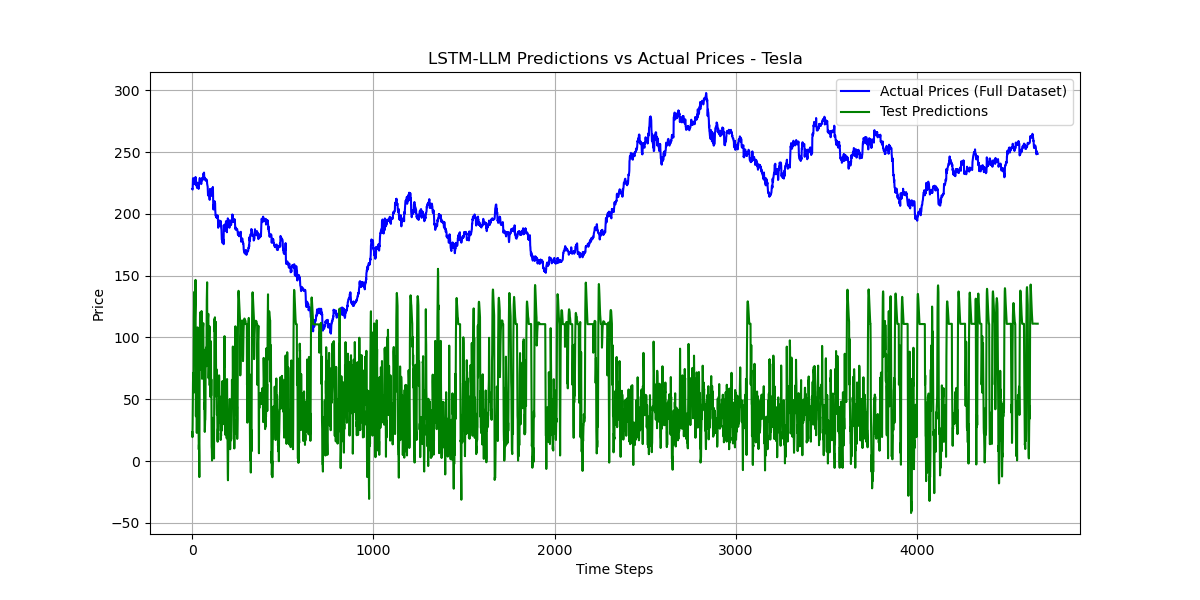 LSTM-LLM Predictions vs Actual Prices - Tesla
Actual Prices (Full Dataset)
Test Predictions
Price
300
250
200
150
100
50
0
−50
0 1000 2000 3000 4000
Time Steps